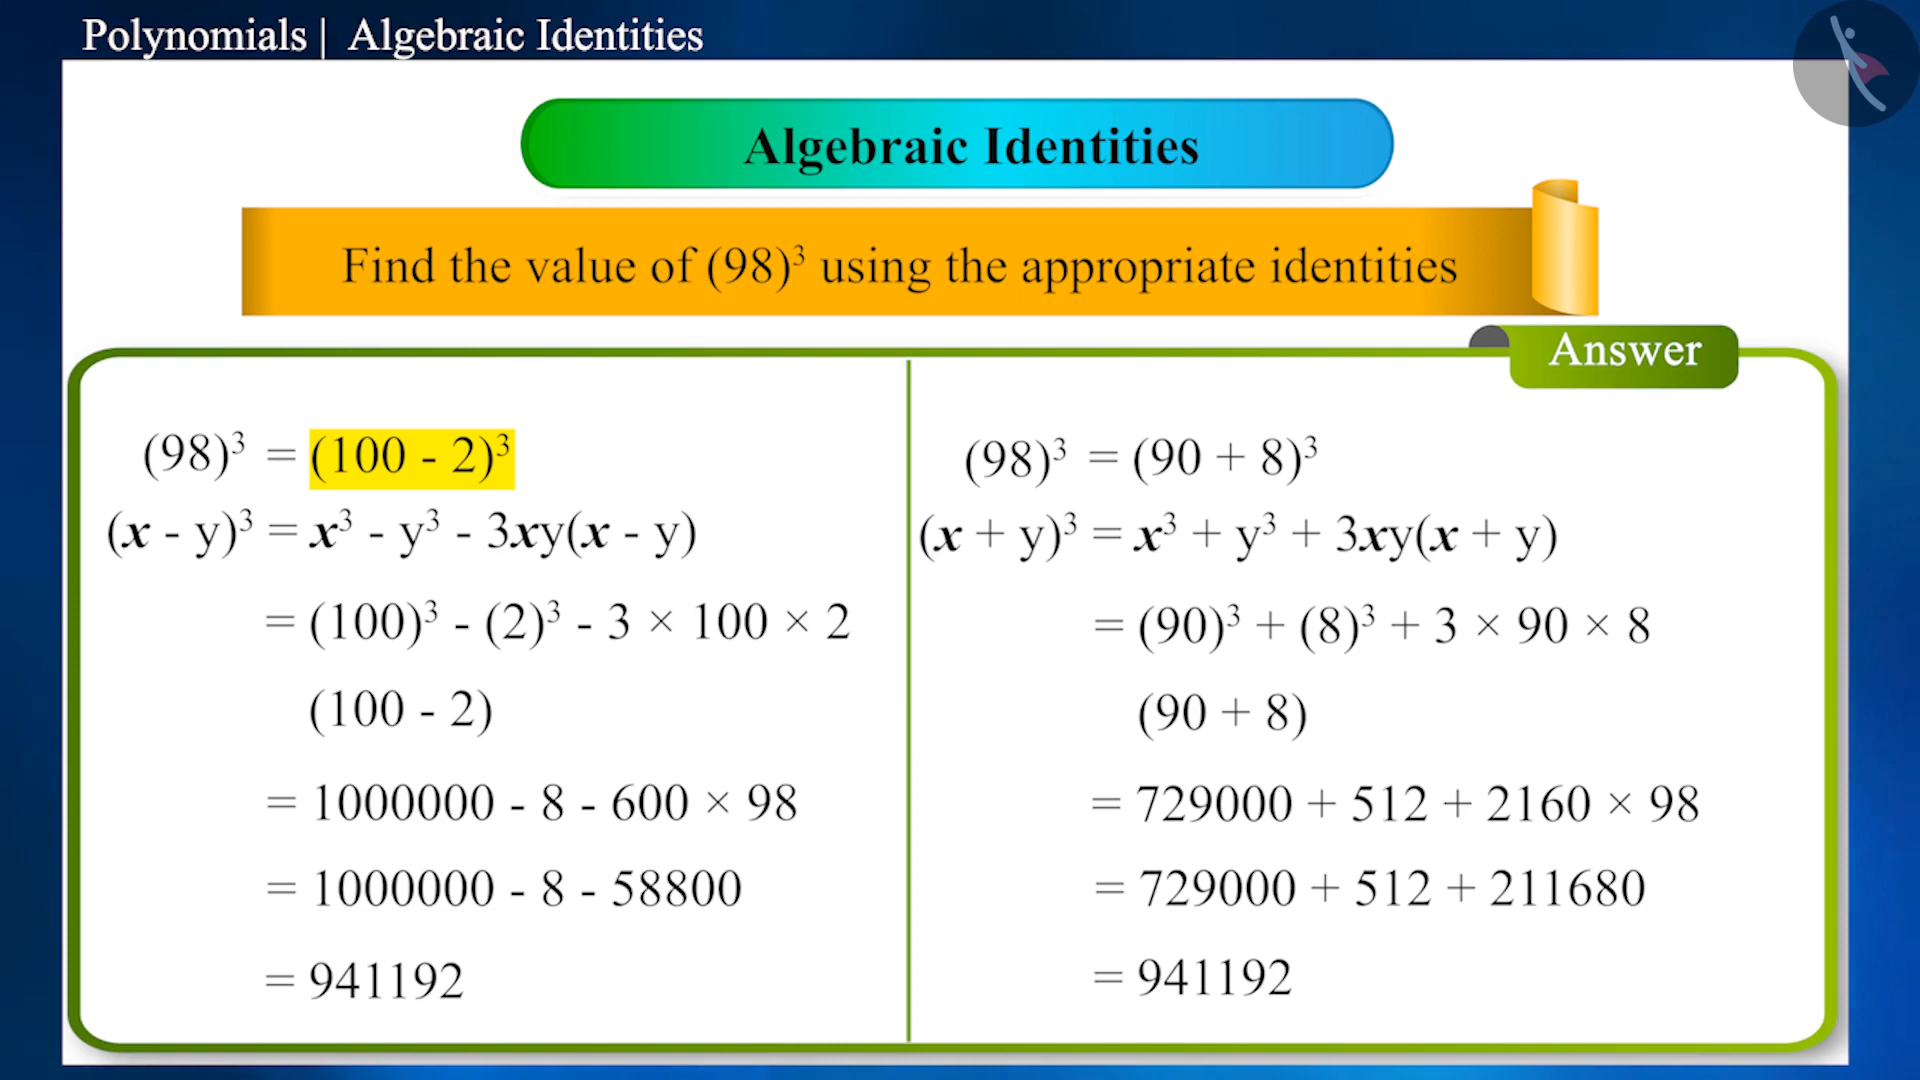 Polynomials | Algebraic Identities
Algebraic Identities
Find the value of (98)³ using the appropriate identities
Answer
(98)³ = (100 - 2)³
(x - y)³ = x³ - y³ - 3xy(x - y)
= (100)³ - (2)³ - 3 × 100 × 2
(100 - 2)
= 1000000 - 8 - 600 × 98
= 1000000 - 8 - 58800
= 941192
(98)³ = (90 + 8)³
(x + y)³ = x³ + y³ + 3xy(x + y)
= (90)³ + (8)³ + 3 × 90 × 8
(90 + 8)
= 729000 + 512 + 2160 × 98
= 729000 + 512 + 211680
= 941192